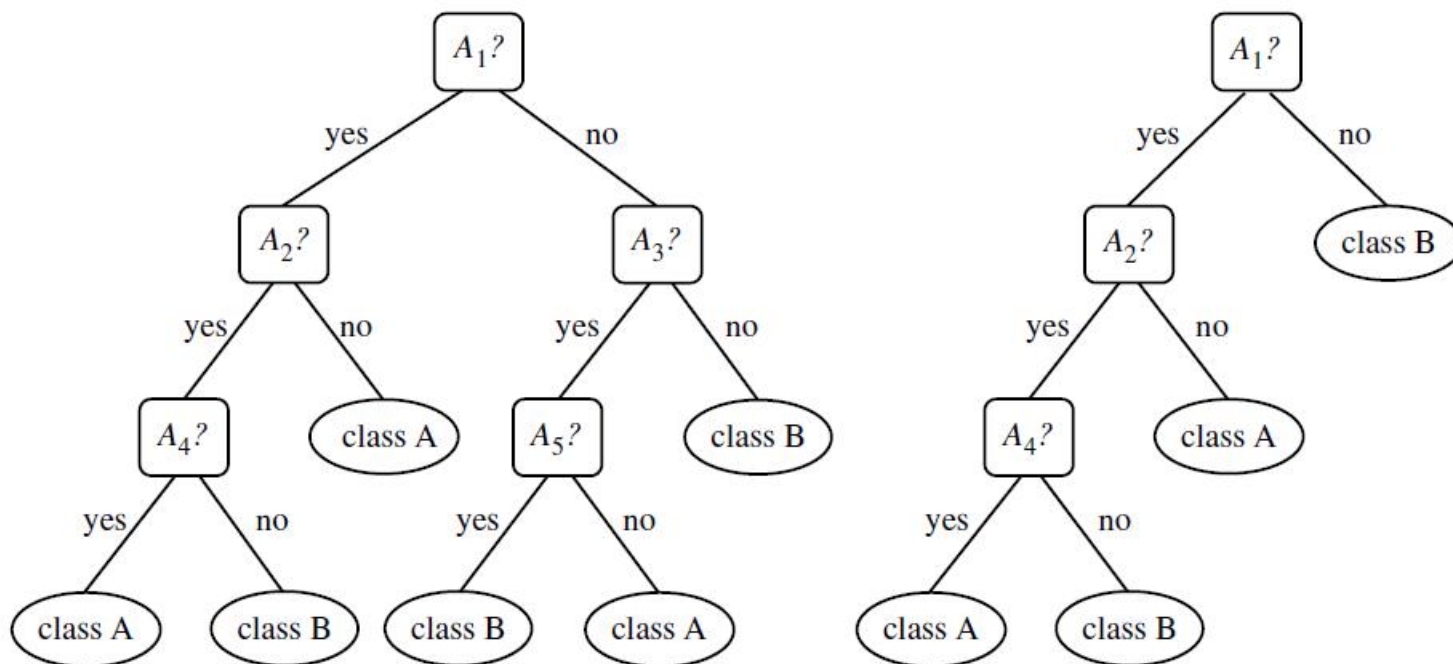 A₁?
A₁?
yes
no
yes
no
A₂?
A₃?
A₂?
class B
yes
no
yes
no
yes
no
A₄?
class A
A₅?
class B
A₄?
class A
yes
no
yes
no
yes
no
class A
class B
class B
class A
class A
class B